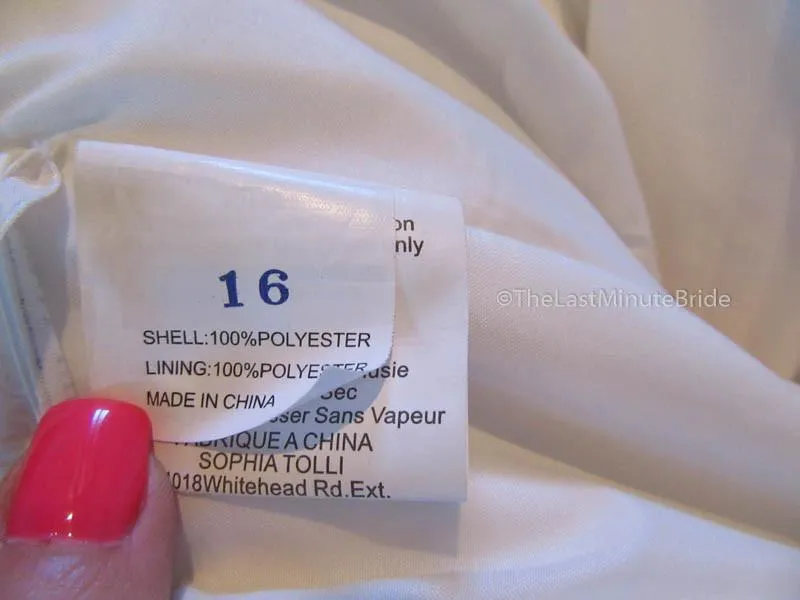 on
nly
16
SHELL:100%POLYESTER
LINING:100%POLYESTER
MADE IN CHINA
Sec
sser Sans Vapeur
FABRIQUE A CHINA
SOPHIA TOLLI
1018Whitehead Rd.Ext.
©TheLastMinuteBride